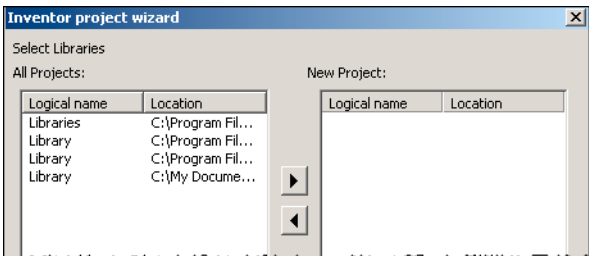 Inventor project wizard
Select Libraries
All Projects: New Project:
Logical name Location Logical name Location
Libraries C:\Program Fil...
Library C:\Program Fil...
Library C:\Program Fil...
Library C:\My Docume...